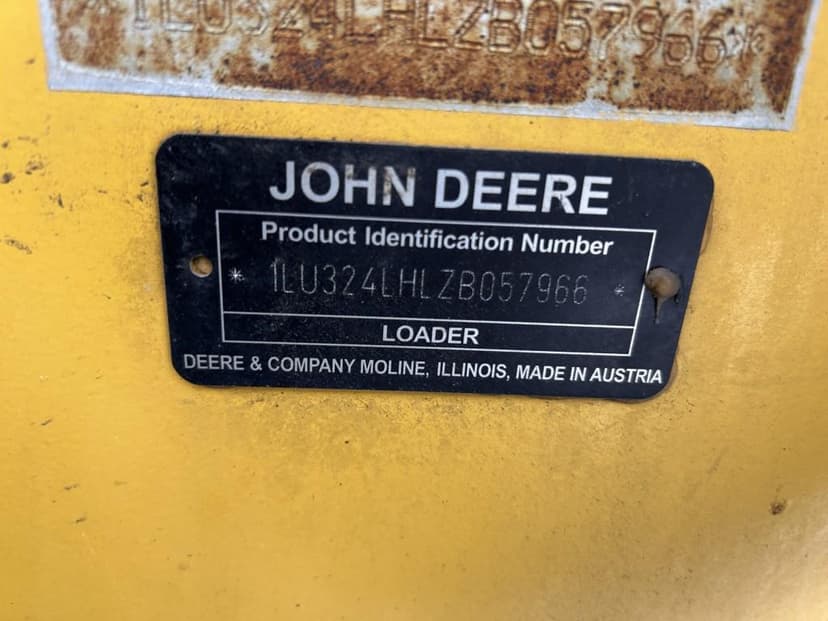 *1LU324LHLZB057966*
JOHN DEERE
Product Identification Number
* 1LU324LHLZB057966 *
LOADER
DEERE & COMPANY MOLINE, ILLINOIS, MADE IN AUSTRIA